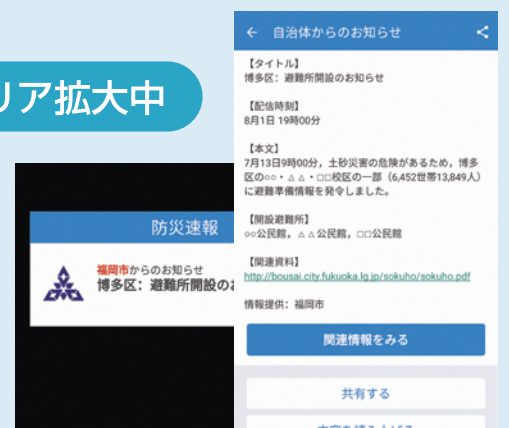 リア拡大中
防災速報
福岡市からのお知らせ
博多区：避難所開設のお
自治体からのお知らせ
【タイトル】
博多区：避難所開設のお知らせ
【配信時刻】
8月1日 19時00分
【本文】
7月13日9時00分，土砂災害の危険があるため，博多
区の○○・△△・□□校区の一部（6,452世帯13,849人）
に避難準備情報を発令しました。
【開設避難所】
○○公民館，△△公民館，□□公民館
【関連資料】
http://bousai.city.fukuoka.lg.jp/sokuho/sokuho.pdf
情報提供：福岡市
関連情報をみる
共有する